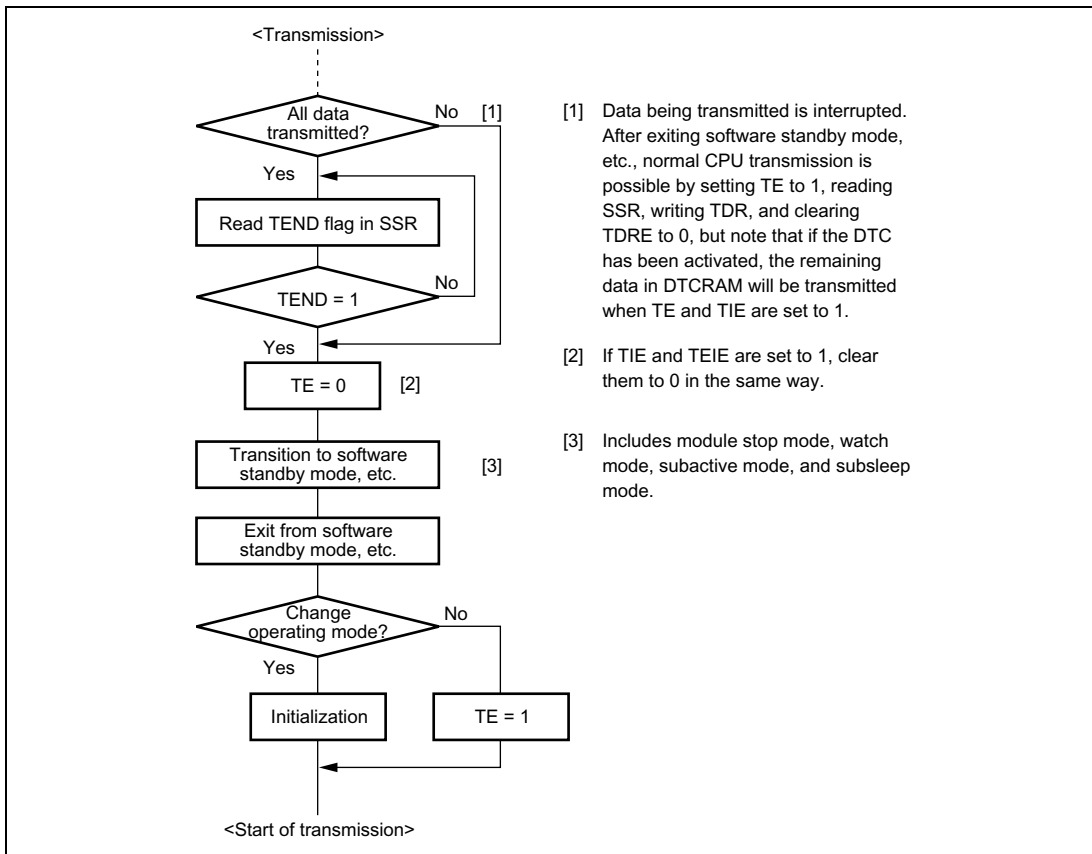 <Transmission>
All data
transmitted?
No [1]
Yes
Read TEND flag in SSR
TEND = 1
No
Yes
TE = 0 [2]
Transition to software
standby mode, etc.
[3]
Exit from software
standby mode, etc.
Change
operating mode?
No
Yes
Initialization
TE = 1
<Start of transmission>
[1] Data being transmitted is interrupted.
After exiting software standby mode,
etc., normal CPU transmission is
possible by setting TE to 1, reading
SSR, writing TDR, and clearing
TDRE to 0, but note that if the DTC
has been activated, the remaining
data in DTCRAM will be transmitted
when TE and TIE are set to 1.
[2] If TIE and TEIE are set to 1, clear
them to 0 in the same way.
[3] Includes module stop mode, watch
mode, subactive mode, and subsleep
mode.